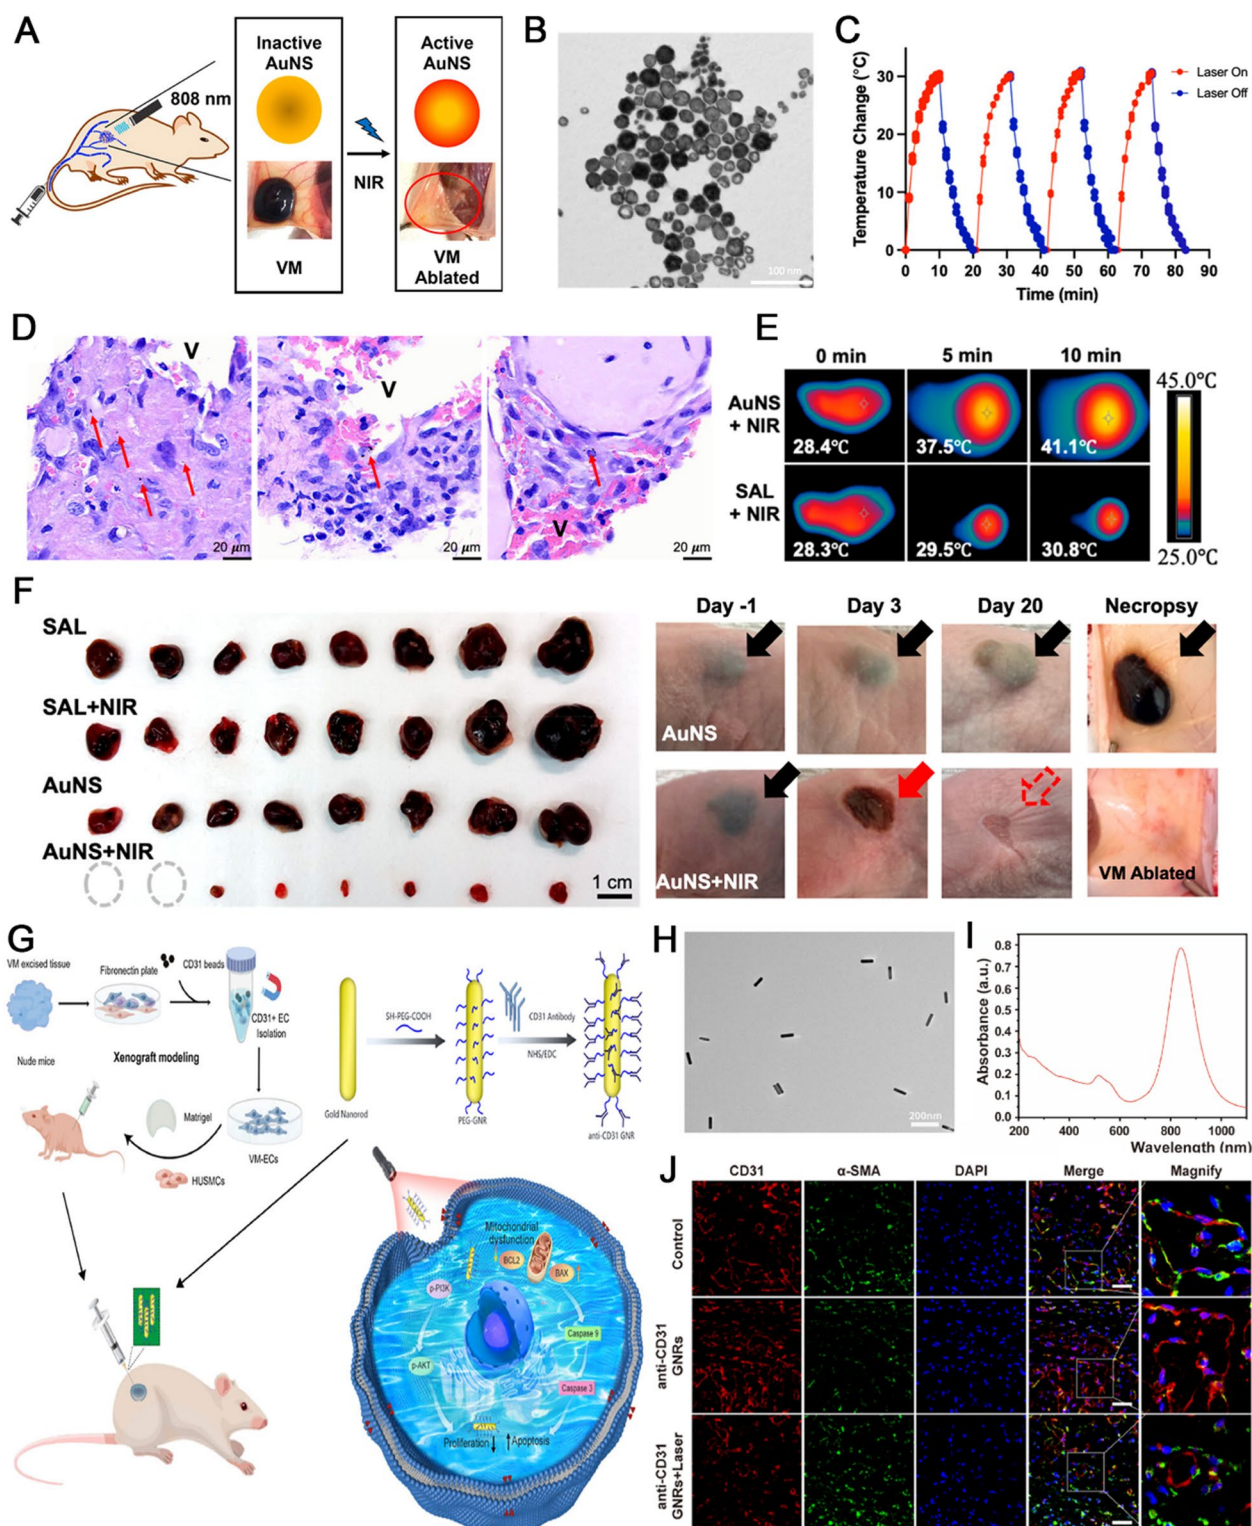 A
Inactive
AuNS
808 nm
VM
NIR
Active
AuNS
VM
Ablated
B
100 nm
C
Temperature Change (°C)
30
20
10
0
0 10 20 30 40 50 60 70 80 90
Time (min)
Laser On
Laser Off
D
V
20 μm
V
20 μm
V
20 μm
E
0 min 5 min 10 min
AuNS
+ NIR
28.4℃ 37.5℃ 41.1℃
SAL
+ NIR
28.3℃ 29.5℃ 30.8℃
45.0℃
25.0℃
F
SAL
SAL+NIR
AuNS
AuNS+NIR
1 cm
Day -1 Day 3 Day 20 Necropsy
AuNS
AuNS+NIR
VM Ablated
G
VM excised tissue
Fibronectin plate
CD31 beads
CD31+ EC
Isolation
Nude mice
Xenograft modeling
Matrigel
HUSMCs
VM-ECs
Gold Nanored
SH-PEG-COOH
PEG-GNR
CD31 Antibody
NHS/EDC
anti-CD31 GNR
Mitochondrial
dysfunction
BCL2
BAX
p-PI3K
Caspase 9
p-AKT
Caspase 3
Proliferation
Apoptosis
H
200nm
I
Absorbance (a.u.)
0.8
0.7
0.6
0.5
0.4
0.3
0.2
0.1
0.0
200 400 600 800 1000
Wavelength (nm)
J
CD31 α-SMA DAPI Merge Magnify
Control
anti-CD31
GNRs
anti-CD31
GNRs+Laser